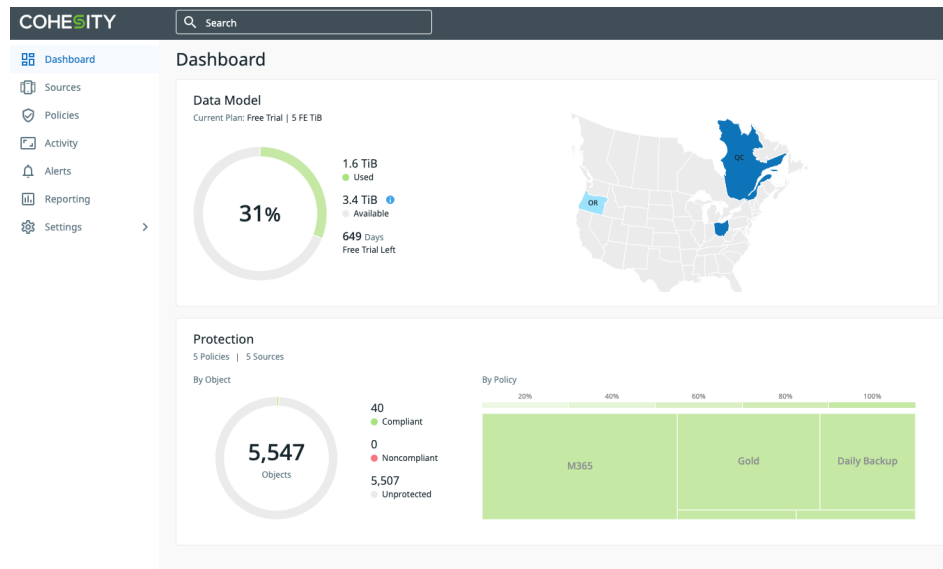 COHESITY
Search
Dashboard
Sources
Policies
Activity
Alerts
Reporting
Settings
Dashboard
Data Model
Current Plan: Free Trial | 5 FE TiB
31%
1.6 TiB
Used
3.4 TiB
Available
649 Days
Free Trial Left
QC
OR
Protection
5 Policies | 5 Sources
By Object
5,547
Objects
40
Compliant
0
Noncompliant
5,507
Unprotected
By Policy
20% 40% 60% 80% 100%
M365
Gold
Daily Backup